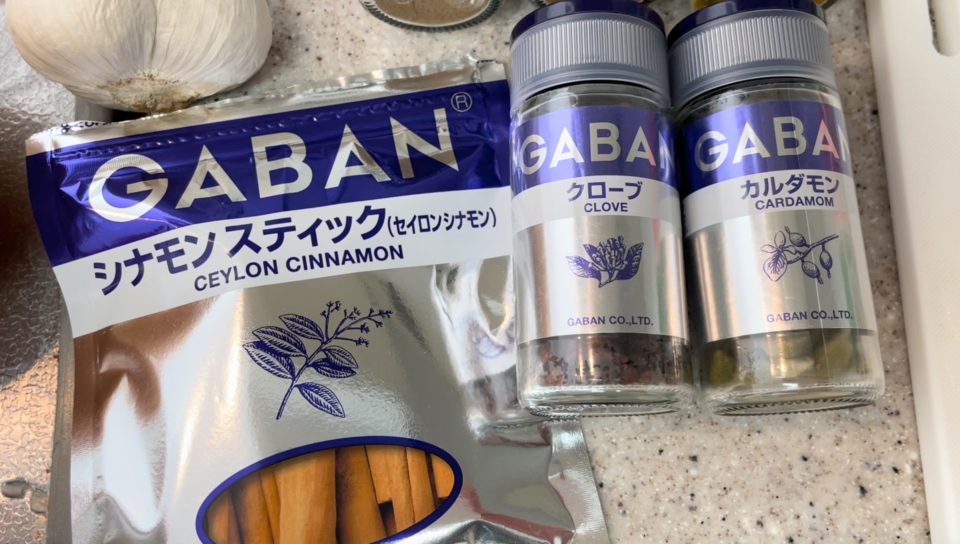 GABAN®
シナモン スティック(セイロンシナモン)
CEYLON CINNAMON
GABAN
クローブ
CLOVE
GABAN CO.,LTD.
GABAN
カルダモン
CARDAMOM
GABAN CO.,LTD.